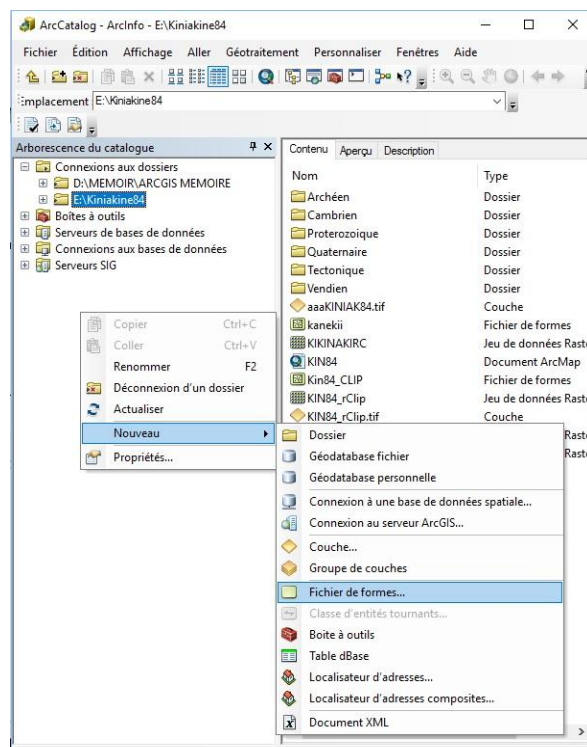 ArcCatalog - ArcInfo - E:\Kiniakine84
Fichier Édition Affichage Aller Géotraitement Personnaliser Fenêtres Aide
Emplacement E:\Kiniakine84
Arborescence du catalogue
Connexions aux dossiers
D:\MEMOIR\ARCGIS MEMOIRE
E:\Kiniakine84
Boîtes à outils
Serveurs de bases de données
Connexions aux bases de données
Serveurs SIG
Contenu Aperçu Description
Nom Type
Archéen Dossier
Cambrien Dossier
Proterozoique Dossier
Quaternaire Dossier
Tectonique Dossier
Vendien Dossier
aaaKINIAK84.tif Couche
kanekii Fichier de formes
KIKINAKIRC Jeu de données Raste
KIN84 Document ArcMap
Kin84_CLIP Fichier de formes
KIN84_rClip Jeu de données Raste
KIN84_rClip.tif Couche
Raste
Raste
Copier Ctrl+C
Coller Ctrl+V
Renommer F2
Déconnexion d'un dossier
Actualiser
Nouveau
Propriétés...
Dossier
Géodatabase fichier
Géodatabase personnelle
Connexion à une base de données spatiale...
Connexion au serveur ArcGIS...
Couche...
Groupe de couches
Fichier de formes...
Classe d'entités tournants...
Boite à outils
Table dBase
Localisateur d'adresses...
Localisateur d'adresses composites...
Document XML